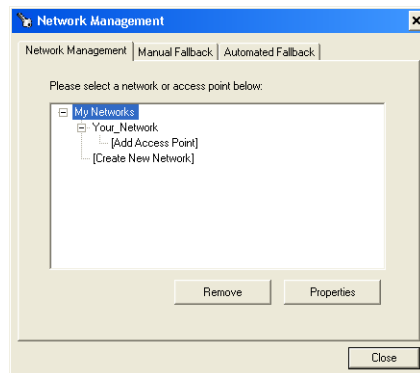 Network Management
Network Management Manual Fallback Automated Fallback
Please select a network or access point below:
My Networks
Your_Network
[Add Access Point]
[Create New Network]
Remove Properties
Close